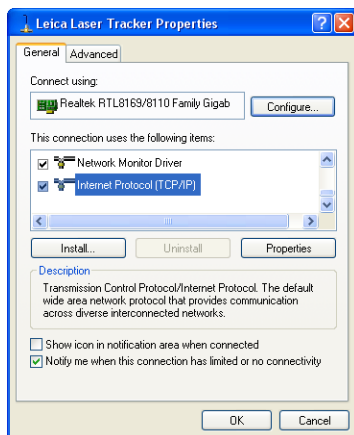 Leica Laser Tracker Properties
General
Advanced
Connect using:
Realtek RTL8169/8110 Family Gigab
Configure...
This connection uses the following items:
Network Monitor Driver
Internet Protocol (TCP/IP)
Install...
Uninstall
Properties
Description
Transmission Control Protocol/Internet Protocol. The default
wide area network protocol that provides communication
across diverse interconnected networks.
Show icon in notification area when connected
Notify me when this connection has limited or no connectivity
OK
Cancel